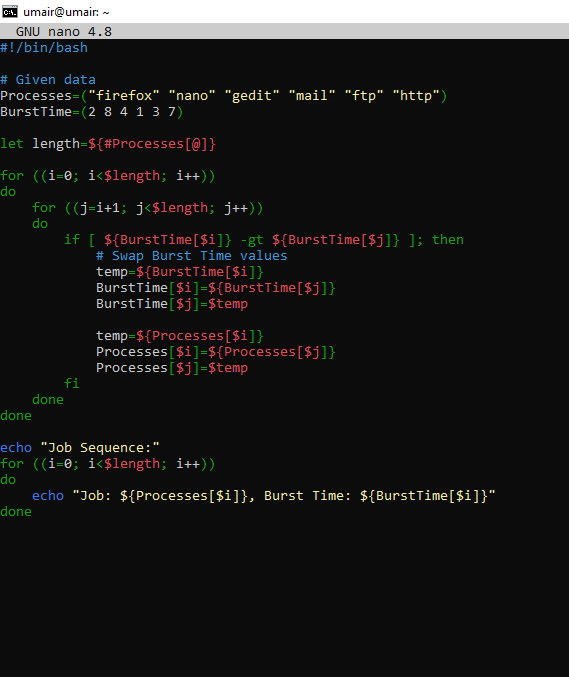 umair@umair: ~
GNU nano 4.8
#!/bin/bash
# Given data
Processes=("firefox" "nano" "gedit" "mail" "ftp" "http")
BurstTime=(2 8 4 1 3 7)
let length=${#Processes[@]}
for ((i=0; i<$length; i++))
do
    for ((j=i+1; j<$length; j++))
    do
        if [ ${BurstTime[$i]} -gt ${BurstTime[$j]} ]; then
            # Swap Burst Time values
            temp=${BurstTime[$i]}
            BurstTime[$i]=${BurstTime[$j]}
            BurstTime[$j]=$temp
            temp=${Processes[$i]}
            Processes[$i]=${Processes[$j]}
            Processes[$j]=$temp
        fi
    done
done
echo "Job Sequence:"
for ((i=0; i<$length; i++))
do
    echo "Job: ${Processes[$i]}, Burst Time: ${BurstTime[$i]}"
done